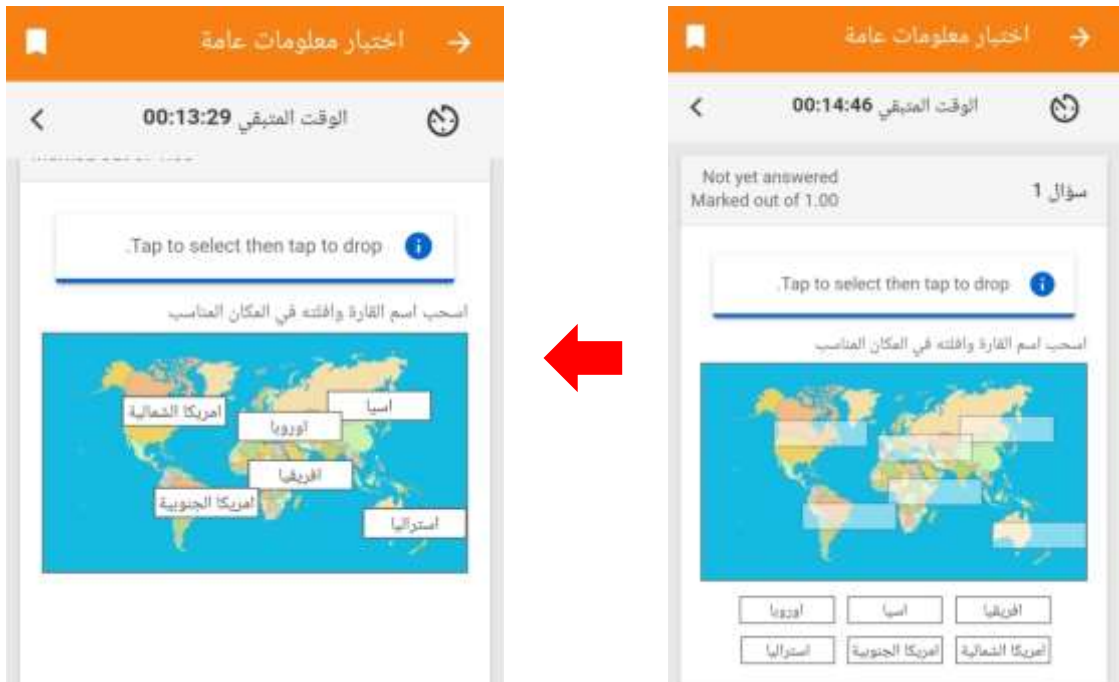 اختبار معلومات عامة
الوقت المتبقي 00:14:46
سؤال 1
Not yet answered
Marked out of 1.00
Tap to select then tap to drop.
اسحب اسم القارة وافلته في المكان المناسب
افريقيا
اسيا
اوروبا
امريكا الشمالية
امريكا الجنوبية
استراليا
اختبار معلومات عامة
الوقت المتبقي 00:13:29
Tap to select then tap to drop.
اسحب اسم القارة وافلته في المكان المناسب
اسيا
امريكا الشمالية
اوروبا
افريقيا
امريكا الجنوبية
استراليا